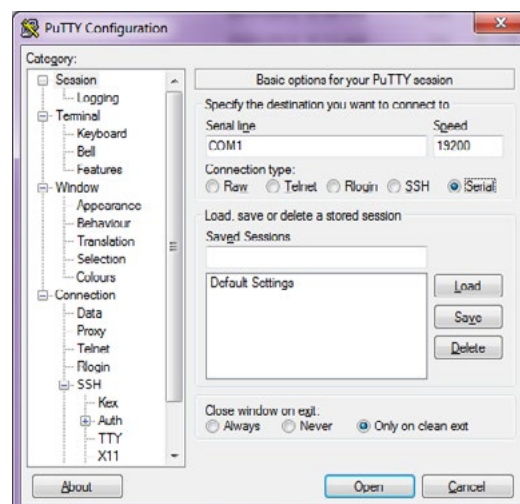 PuTTY Configuration
Category:
Session
Logging
Terminal
Keyboard
Bell
Features
Window
Appearance
Behaviour
Translation
Selection
Colours
Connection
Data
Proxy
Telnet
Rlogin
SSH
Kex
Auth
TTY
X11
Basic options for your PuTTY session
Specify the destination you want to connect to
Serial line Speed
COM1 19200
Connection type:
Raw Telnet Rlogin SSH Serial
Load, save or delete a stored session
Saved Sessions
Default Settings
Load
Save
Delete
Close window on exit:
Always Never Only on clean exit
About Open Cancel